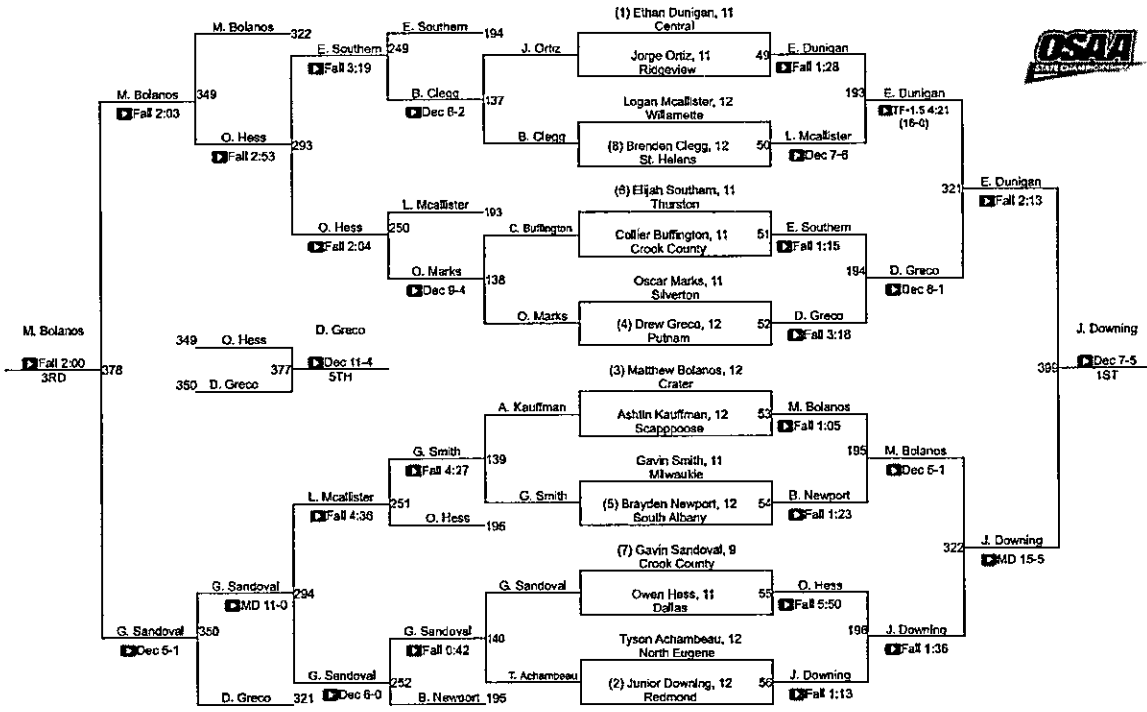 OSAA
STATE CHAMPIONSHIPS
(1) Ethan Dunigan, 11
Central
Jorge Ortiz, 11
Ridgeview
49
Logan Mcallister, 12
Willamette
(8) Brenden Clegg, 12
St. Helens
50
(6) Elijah Southern, 11
Thurston
Collier Buffington, 11
Crook County
51
Oscar Marks, 11
Silverton
(4) Drew Greco, 12
Putnam
52
(3) Matthew Bolanos, 12
Crater
Ashtin Kauffman, 12
Scapppoose
53
Gavin Smith, 11
Milwaukie
(5) Brayden Newport, 12
South Albany
54
(7) Gavin Sandoval, 9
Crook County
Owen Hess, 11
Dallas
55
Tyson Achambeau, 12
North Eugene
(2) Junior Downing, 12
Redmond
56
E. Dunigan
Fall 1:28
193
L. Mcallister
Dec 7-6
E. Southern
Fall 1:15
194
D. Greco
Fall 3:18
M. Bolanos
Fall 1:05
195
B. Newport
Fall 1:23
O. Hess
Fall 5:50
196
J. Downing
Fall 1:13
E. Dunigan
TF-1.5 4:21
(16-0)
321
D. Greco
Dec 8-1
M. Bolanos
Dec 5-1
322
J. Downing
Fall 1:36
E. Dunigan
Fall 2:13
399
J. Downing
MD 15-5
J. Downing
Dec 7-5
1ST
J. Ortiz
137
B. Clegg
C. Buffington
138
O. Marks
A. Kauffman
139
G. Smith
G. Sandoval
140
T. Achambeau
E. Southern
194
249
B. Clegg
Dec 6-2
L. Mcallister
193
250
O. Marks
Dec 9-4
G. Smith
Fall 4:27
251
O. Hess
196
G. Sandoval
Fall 0:42
252
B. Newport
195
E. Southern
Fall 3:19
293
O. Hess
Fall 2:04
L. Mcallister
Fall 4:36
294
G. Sandoval
Dec 6-0
M. Bolanos
322
349
O. Hess
Fall 2:53
G. Sandoval
MD 11-0
350
D. Greco
321
M. Bolanos
Fall 2:03
378
G. Sandoval
Dec 5-1
M. Bolanos
Fall 2:00
3RD
349
O. Hess
377
350
D. Greco
D. Greco
Dec 11-4
5TH